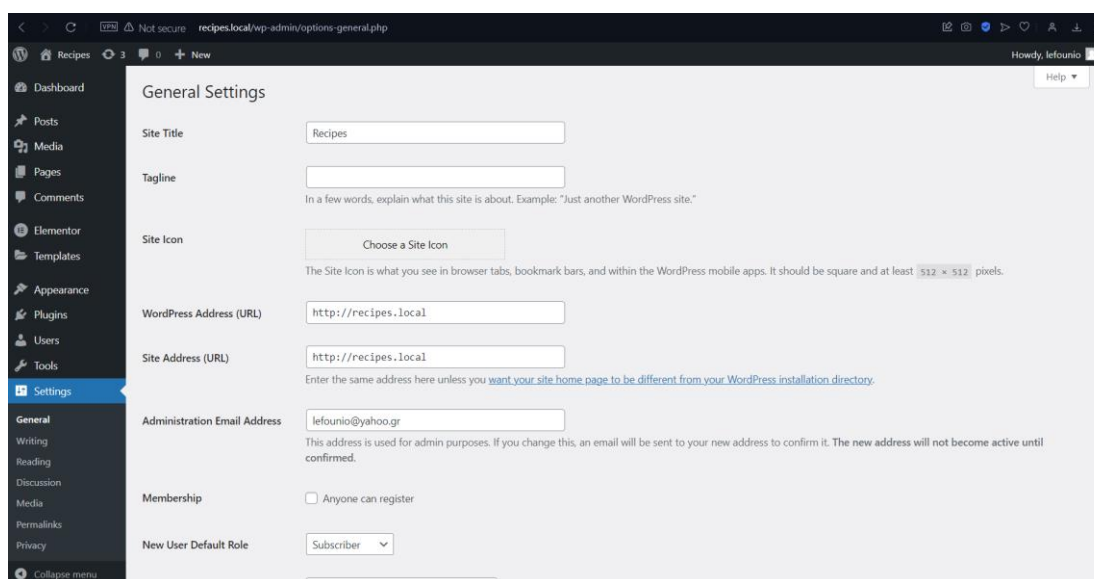 VPN Not secure recipes.local/wp-admin/options-general.php
Recipes 3 0 New
Howdy, lefounio
Help
Dashboard
Posts
Media
Pages
Comments
Elementor
Templates
Appearance
Plugins
Users
Tools
Settings
General
Writing
Reading
Discussion
Media
Permalinks
Privacy
Collapse menu
General Settings
Site Title
Recipes
Tagline
In a few words, explain what this site is about. Example: "Just another WordPress site."
Site Icon
Choose a Site Icon
The Site Icon is what you see in browser tabs, bookmark bars, and within the WordPress mobile apps. It should be square and at least 512 × 512 pixels.
WordPress Address (URL)
http://recipes.local
Site Address (URL)
http://recipes.local
Enter the same address here unless you want your site home page to be different from your WordPress installation directory.
Administration Email Address
lefounio@yahoo.gr
This address is used for admin purposes. If you change this, an email will be sent to your new address to confirm it. The new address will not become active until
confirmed.
Membership
Anyone can register
New User Default Role
Subscriber